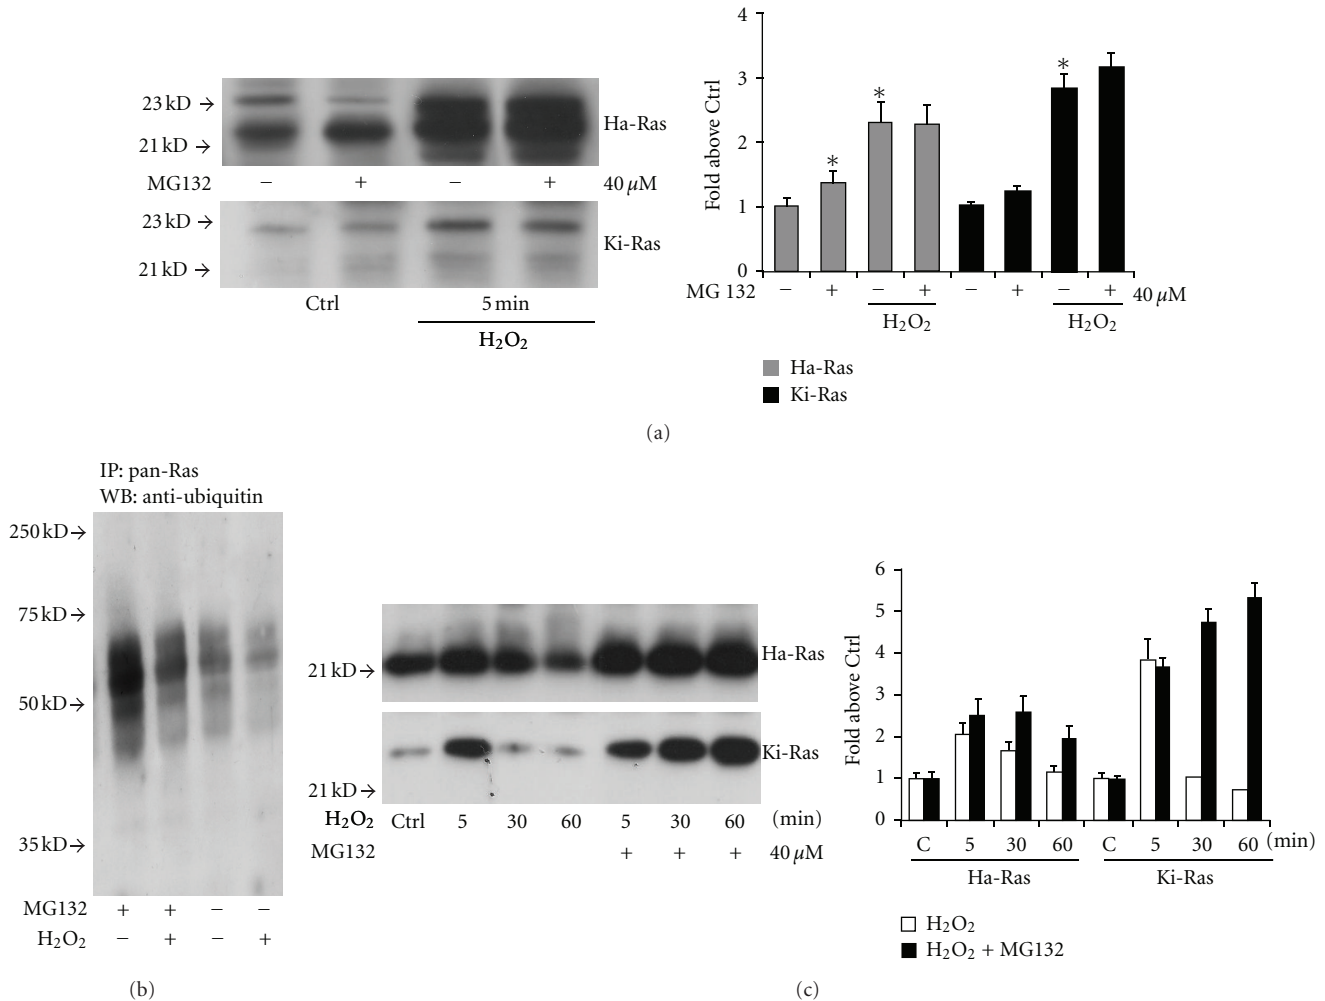 23 kD →
21 kD →
Ha-Ras
MG132 − + − + 40 μM
23 kD →
21 kD →
Ki-Ras
Ctrl 5 min
H₂O₂
Fold above Ctrl
4
3
2
1
0
* * *
*
MG 132 − + − + − + − + 40 μM
H₂O₂ H₂O₂
Ha-Ras
Ki-Ras
(a)
IP: pan-Ras
WB: anti-ubiquitin
250 kD→
75 kD→
50 kD→
35 kD→
MG132 + + − −
H₂O₂ − + − +
(b)
21 kD→
Ha-Ras
Ki-Ras
21 kD→
H₂O₂ Ctrl 5 30 60 5 30 60 (min)
MG132 + + + 40 μM
Fold above Ctrl
6
5
4
3
2
1
0
C 5 30 60 C 5 30 60 (min)
Ha-Ras Ki-Ras
H₂O₂
H₂O₂ + MG132
(c)